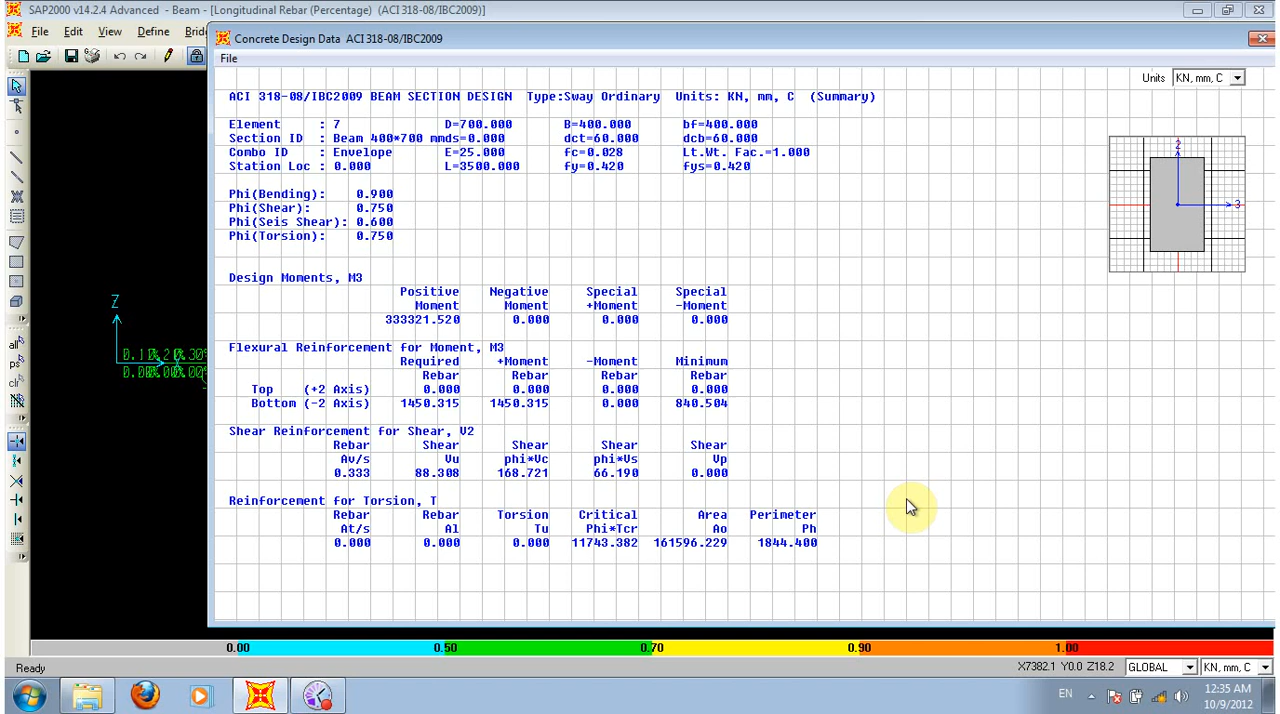 SAP2000 v14.2.4 Advanced - Beam - [Longitudinal Rebar (Percentage) (ACI 318-08/IBC2009)]
File Edit View Define
Concrete Design Data ACI 318-08/IBC2009
File
Units KN, mm, C
ACI 318-08/IBC2009 BEAM SECTION DESIGN Type:Sway Ordinary Units: KN, mm, C (Summary)
Element : 7 D=700.000 B=400.000 bf=400.000
Section ID : Beam 400*700 mmds=0.000 dct=60.000 dcb=60.000
Combo ID : Envelope E=25.000 fc=0.028 Lt.Wt. Fac.=1.000
Station Loc : 0.000 L=3500.000 fy=0.420 fys=0.420
Phi(Bending): 0.900
Phi(Shear): 0.750
Phi(Seis Shear): 0.600
Phi(Torsion): 0.750
Design Moments, M3
Positive Negative Special Special
Moment Moment +Moment -Moment
333321.520 0.000 0.000 0.000
Flexural Reinforcement for Moment, M3
Required +Moment -Moment Minimum
Rebar Rebar Rebar Rebar
Top (+2 Axis) 0.000 0.000 0.000 0.000
Bottom (-2 Axis) 1450.315 1450.315 0.000 840.504
Shear Reinforcement for Shear, V2
Rebar Shear Shear Shear Shear
Av/s Vu phi*Vc phi*Vs Vp
0.333 88.308 168.721 66.190 0.000
Reinforcement for Torsion, T
Rebar Rebar Torsion Critical Area Perimeter
At/s Al Tu Phi*Tcr Ao Ph
0.000 0.000 0.000 11743.382 161596.229 1844.400
2
3
Z
all
ps
clr
0.00 0.50 0.70 0.90 1.00
Ready X7382.1 Y0.0 Z18.2 GLOBAL KN, mm, C
EN 12:35 AM
10/9/2012